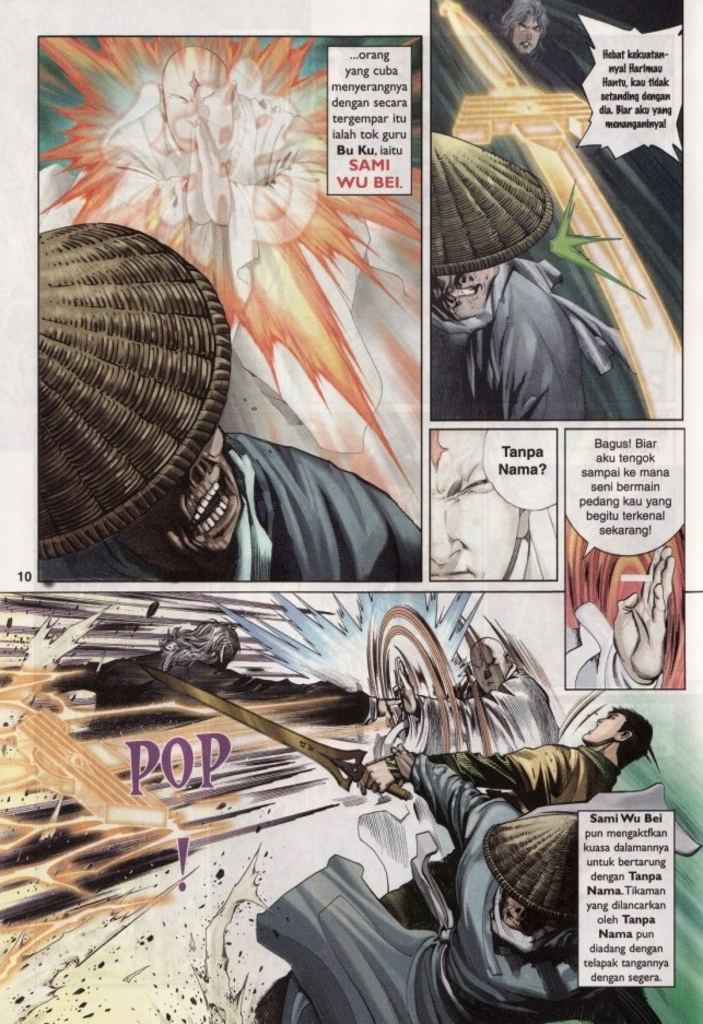 ...orang
yang cuba
menyerangnya
dengan secara
tergempar itu
ialah tok guru
Bu Ku, iaitu
SAMI
WU BEI.
Hebat kekuatan-
nya! Harimau
Hantu, kau tidak
setanding dengan
dia. Biar aku yang
menanganinya!
Tanpa
Nama?
Bagus! Biar
aku tengok
sampai ke mana
seni bermain
pedang kau yang
begitu terkenal
sekarang!
10
POP
!
Sami Wu Bei
pun mengaktfkan
kuasa dalamannya
untuk bertarung
dengan Tanpa
Nama. Tikaman
yang dilancarkan
oleh Tanpa
Nama pun
diadang dengan
telapak tangannya
dengan segera.